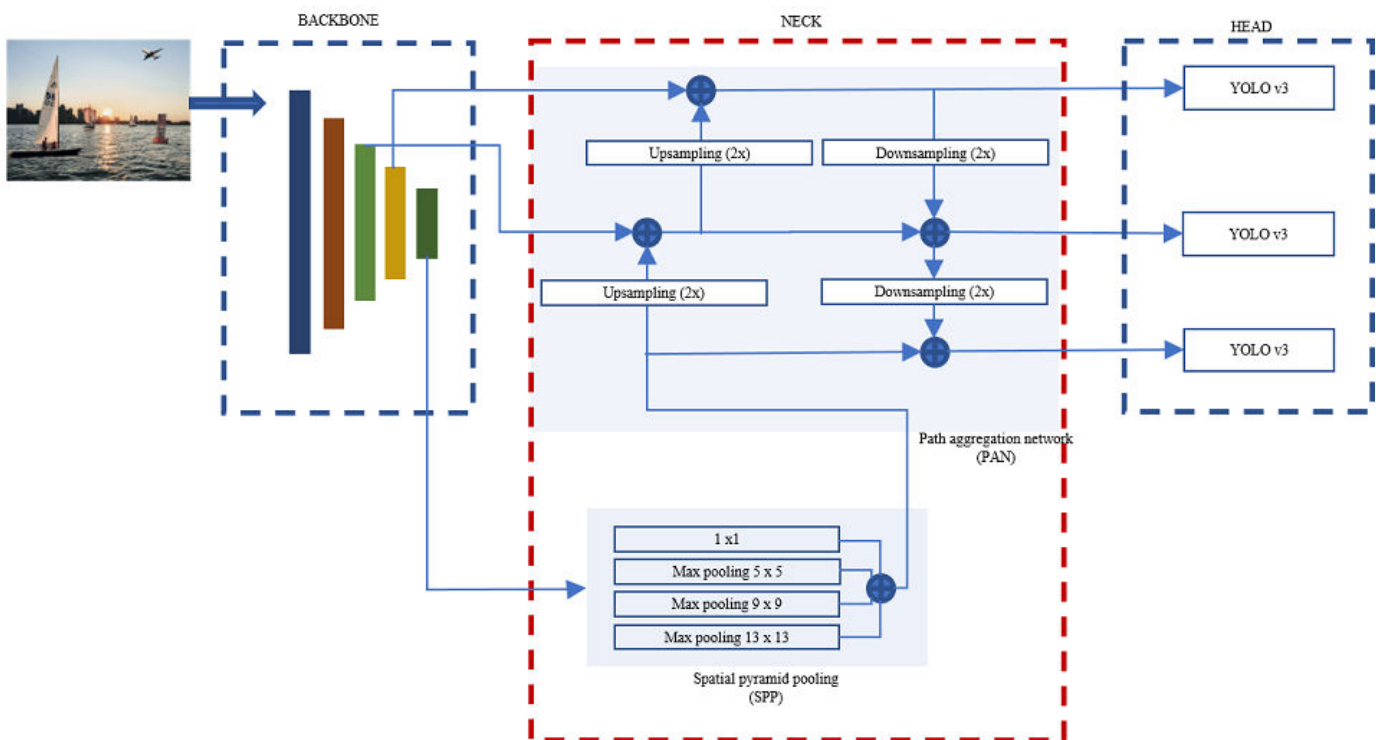 BACKBONE
NECK
HEAD
YOLO v3
Upsampling (2x)
Downsampling (2x)
YOLO v3
Upsampling (2x)
Downsampling (2x)
YOLO v3
Path aggregation network
(PAN)
1 x1
Max pooling 5 x 5
Max pooling 9 x 9
Max pooling 13 x 13
Spatial pyramid pooling
(SPP)